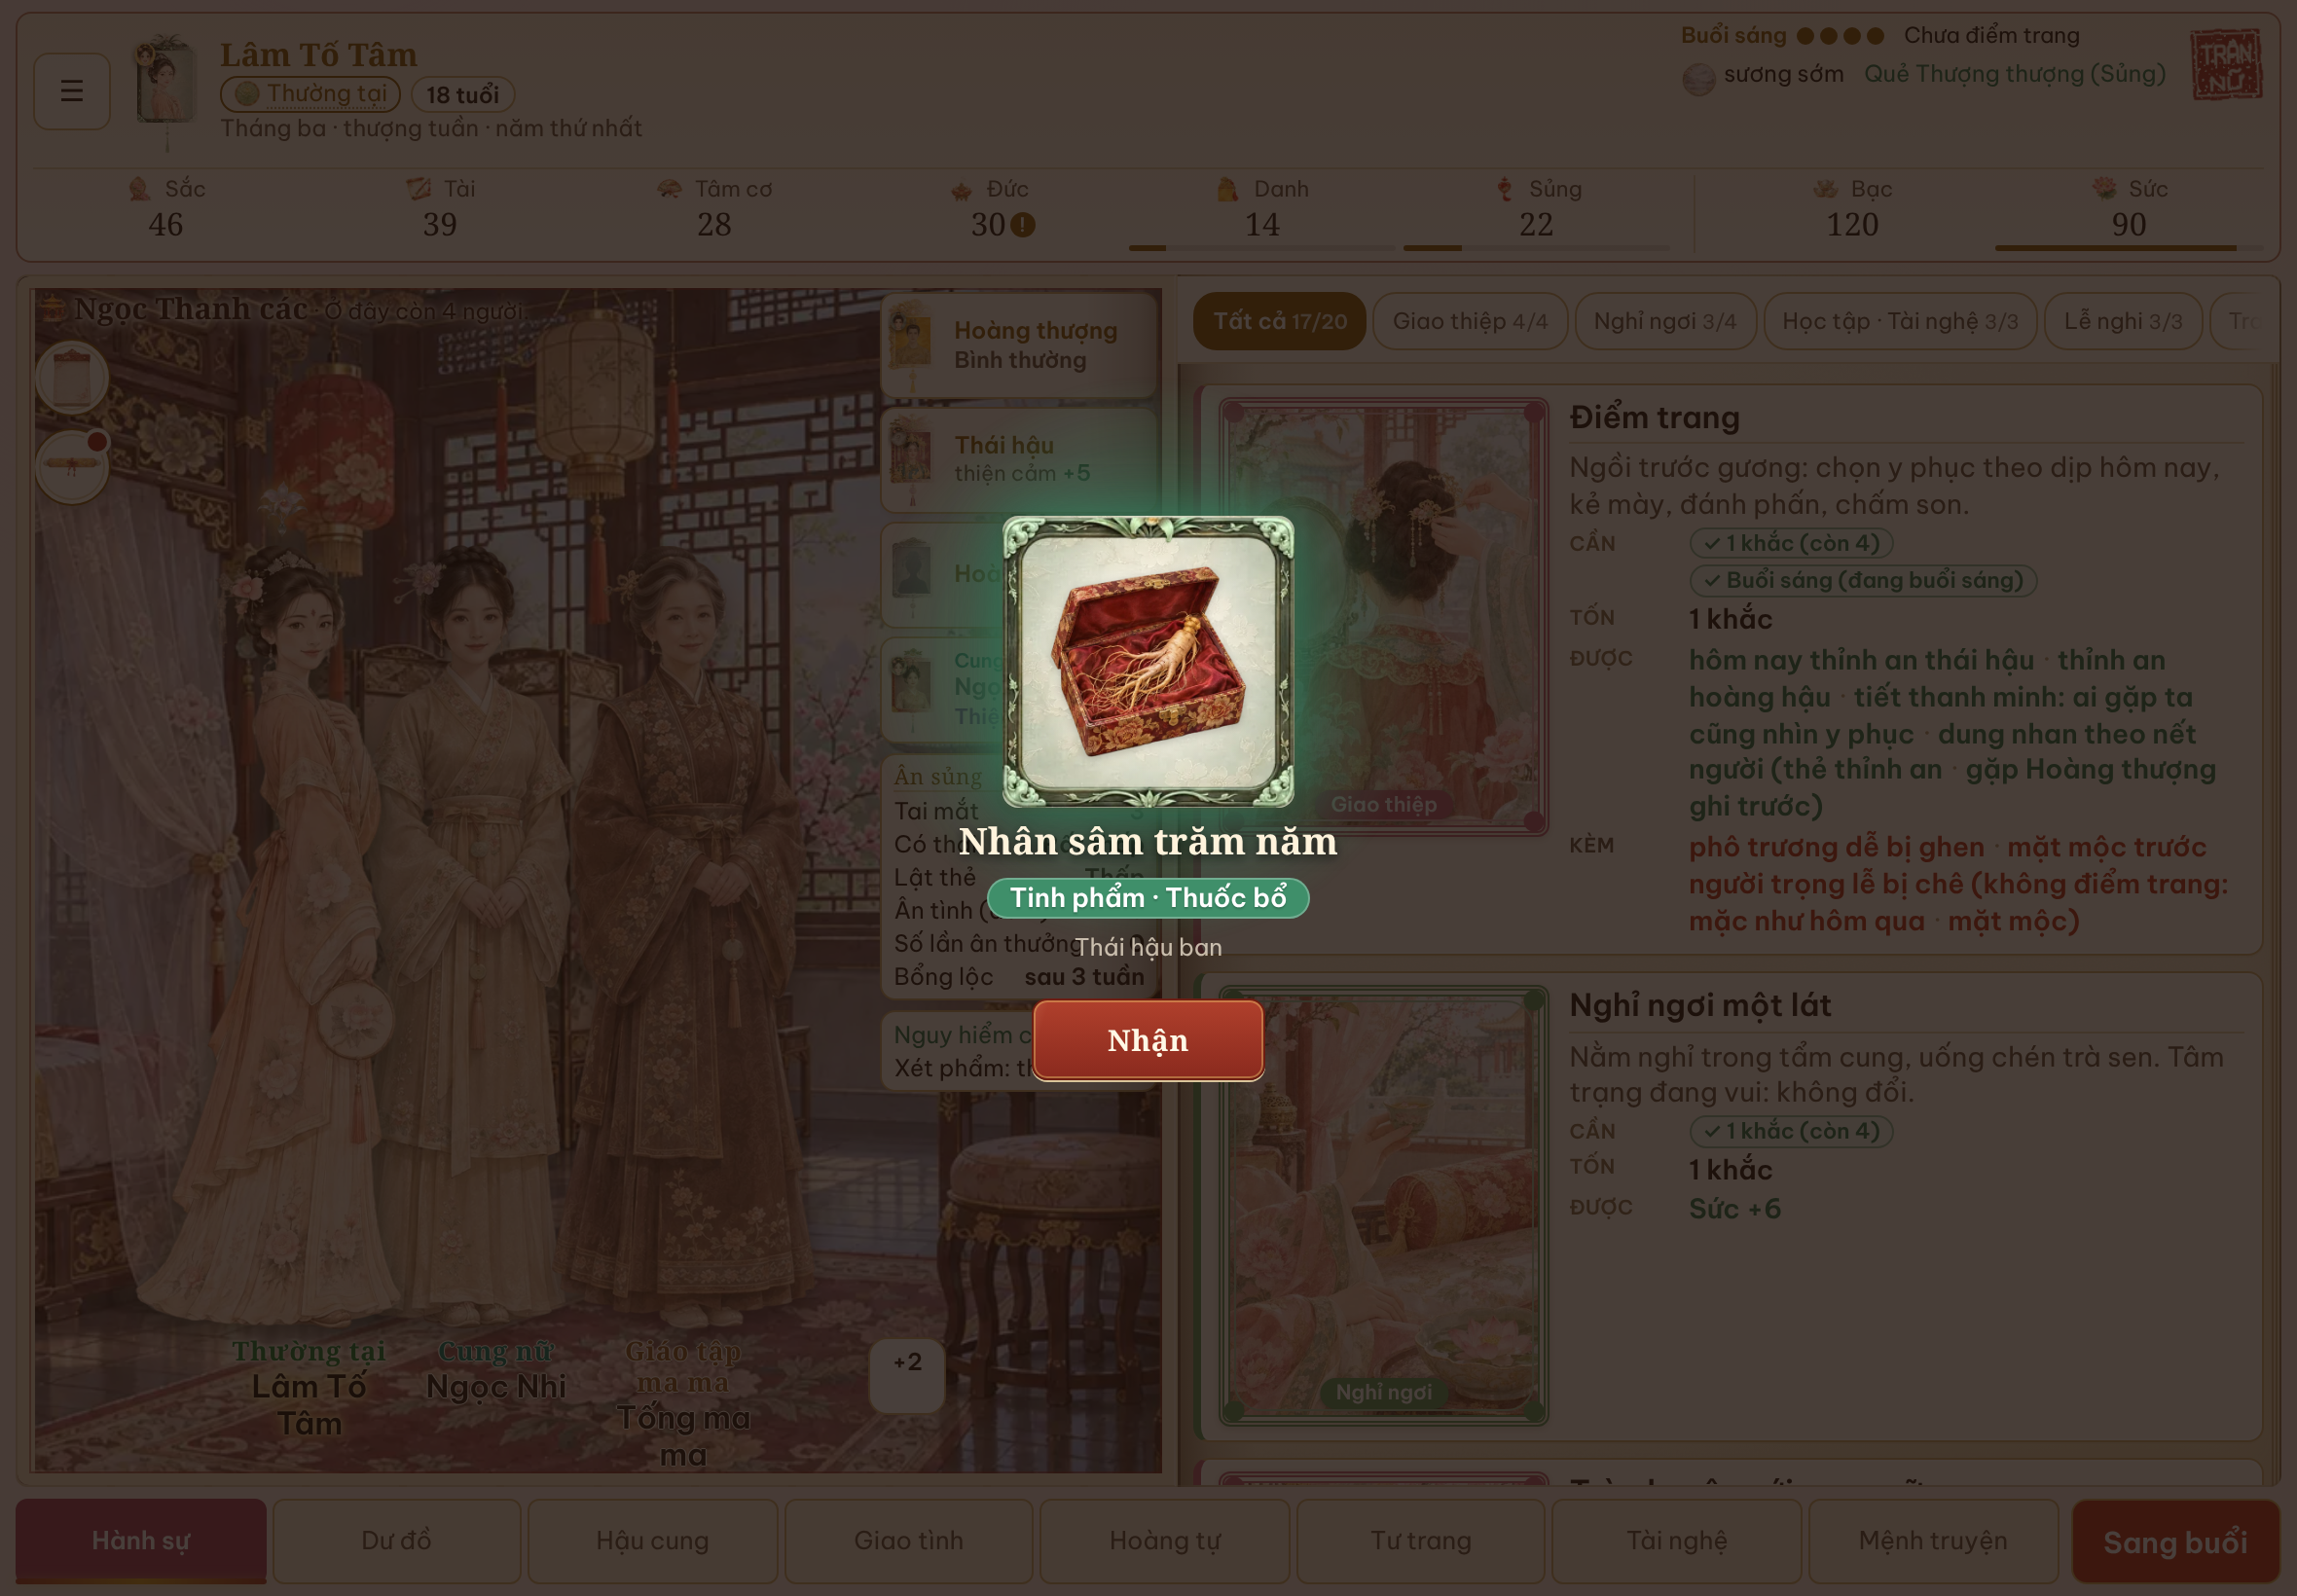 Lâm Tố Tâm
Thường tại
18 tuổi
Tháng ba · thượng tuần · năm thứ nhất
Buổi sáng
Chưa điểm trang
sương sớm
Quẻ Thượng thượng (Sủng)
TRÂN
NỮ
Sắc
46
Tài
39
Tâm cơ
28
Đức
30
!
Danh
14
Sủng
22
Bạc
120
Sức
90
Ngọc Thanh các · Ở đây còn 4 người
Hoàng thượng
Bình thường
Thái hậu
thiện cảm +5
Ân sủng
Tai mắt
Lật thẻ
Thấp
Ân tình
Số lần ân thưởng
Bổng lộc
sau 3 tuần
Nguy hiểm
Xét phẩm:
Nhân sâm trăm năm
Tinh phẩm · Thuốc bổ
Thái hậu ban
Nhận
Thường tại
Lâm Tố
Tâm
Cung nữ
Ngọc Nhi
Giáo tập
ma ma
Tống ma
ma
+2
Tất cả 17/20
Giao thiệp 4/4
Nghỉ ngơi 3/4
Học tập · Tài nghệ 3/3
Lễ nghi 3/3
Điểm trang
Ngồi trước gương: chọn y phục theo dịp hôm nay,
kẻ mày, đánh phấn, chấm son.
CẦN
✓ 1 khắc (còn 4)
✓ Buổi sáng (đang buổi sáng)
TỐN
1 khắc
ĐƯỢC
hôm nay thỉnh an thái hậu · thỉnh an
hoàng hậu · tiết thanh minh: ai gặp ta
cũng nhìn y phục · dung nhan theo nết
người (thẻ thỉnh an · gặp Hoàng thượng
ghi trước)
KÈM
phô trương dễ bị ghen · mặt mộc trước
người trọng lễ bị chê (không điểm trang:
mặc như hôm qua · mặt mộc)
Giao thiệp
Nghỉ ngơi một lát
Nằm nghỉ trong tẩm cung, uống chén trà sen. Tâm
trạng đang vui: không đổi.
CẦN
✓ 1 khắc (còn 4)
TỐN
1 khắc
ĐƯỢC
Sức +6
Nghỉ ngơi
Hành sự
Dư đồ
Hậu cung
Giao tình
Hoàng tự
Tư trang
Tài nghệ
Mệnh truyện
Sang buổi